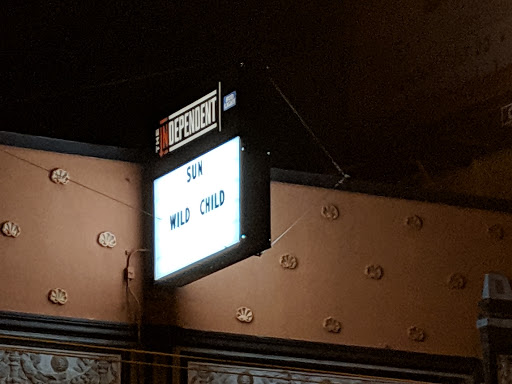 THE INDEPENDENT
SUN
WILD CHILD